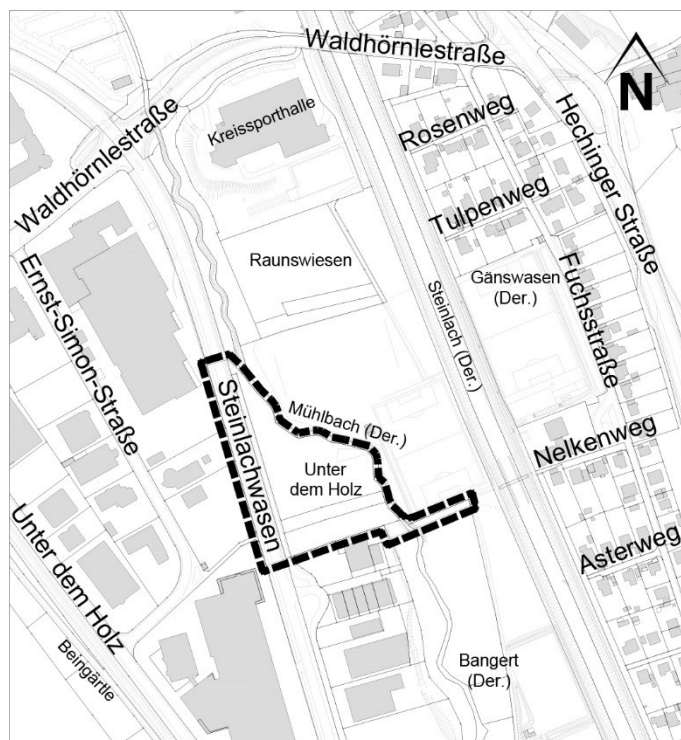 Waldhörnlestraße
N
Kreissporthalle
Rosenweg
Hechinger Straße
Waldhörnlestraße
Tulpenweg
Raunswiesen
Gänswasen
(Der.)
Ernst-Simon-Straße
Steinlach (Der.)
Fuchsstraße
Steinlachwasen
Mühlbach (Der.)
Unter
dem Holz
Nelkenweg
Unter dem Holz
Asterweg
Beingärtle
Bangert
(Der.)